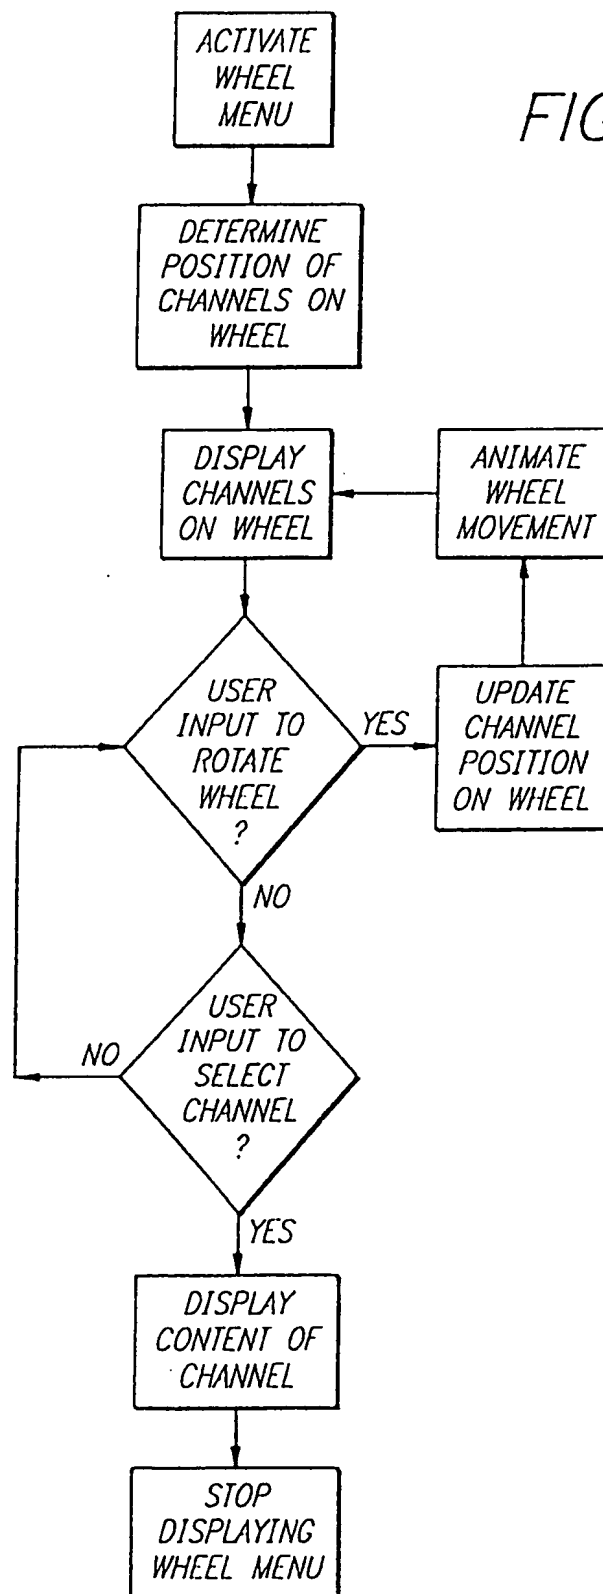 ACTIVATE
WHEEL
MENU
FIG
DETERMINE
POSITION OF
CHANNELS ON
WHEEL
DISPLAY
CHANNELS
ON WHEEL
ANIMATE
WHEEL
MOVEMENT
USER
INPUT TO
ROTATE
WHEEL
?
YES
UPDATE
CHANNEL
POSITION
ON WHEEL
NO
USER
INPUT TO
SELECT
CHANNEL
?
NO
YES
DISPLAY
CONTENT OF
CHANNEL
STOP
DISPLAYING
WHEEL MENU